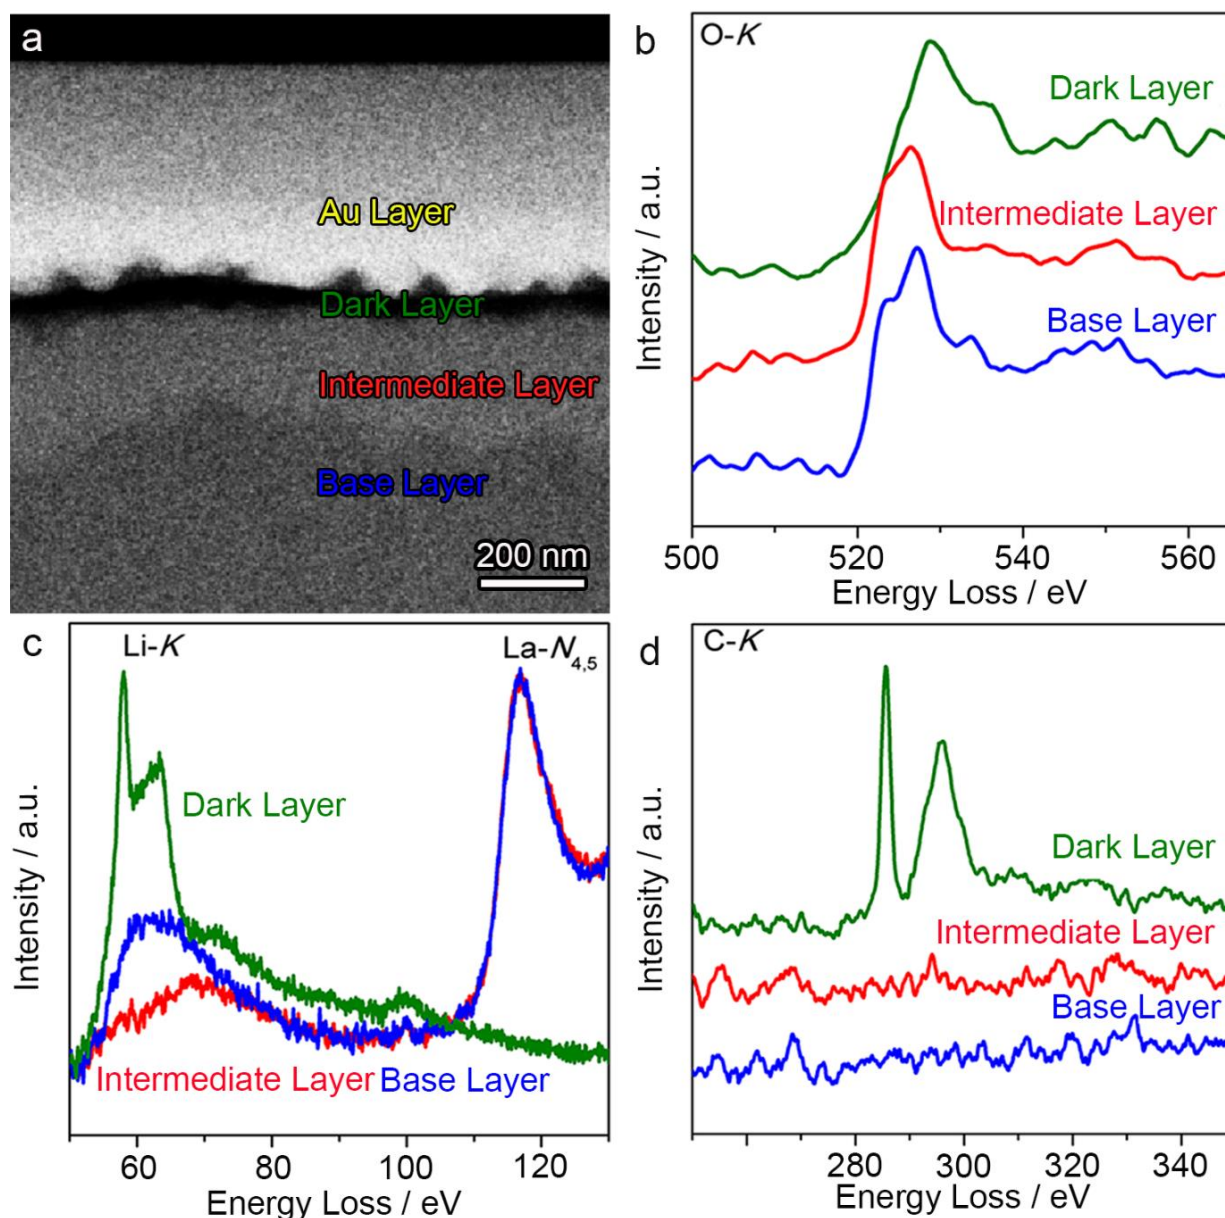 a
Au Layer
Dark Layer
Intermediate Layer
Base Layer
200 nm
b
O-K
Dark Layer
Intermediate Layer
Base Layer
Intensity / a.u.
500 520 540 560
Energy Loss / eV
c
Li-K
La-N4,5
Dark Layer
Intermediate Layer Base Layer
Intensity / a.u.
60 80 100 120
Energy Loss / eV
d
C-K
Dark Layer
Intermediate Layer
Base Layer
Intensity / a.u.
280 300 320 340
Energy Loss / eV